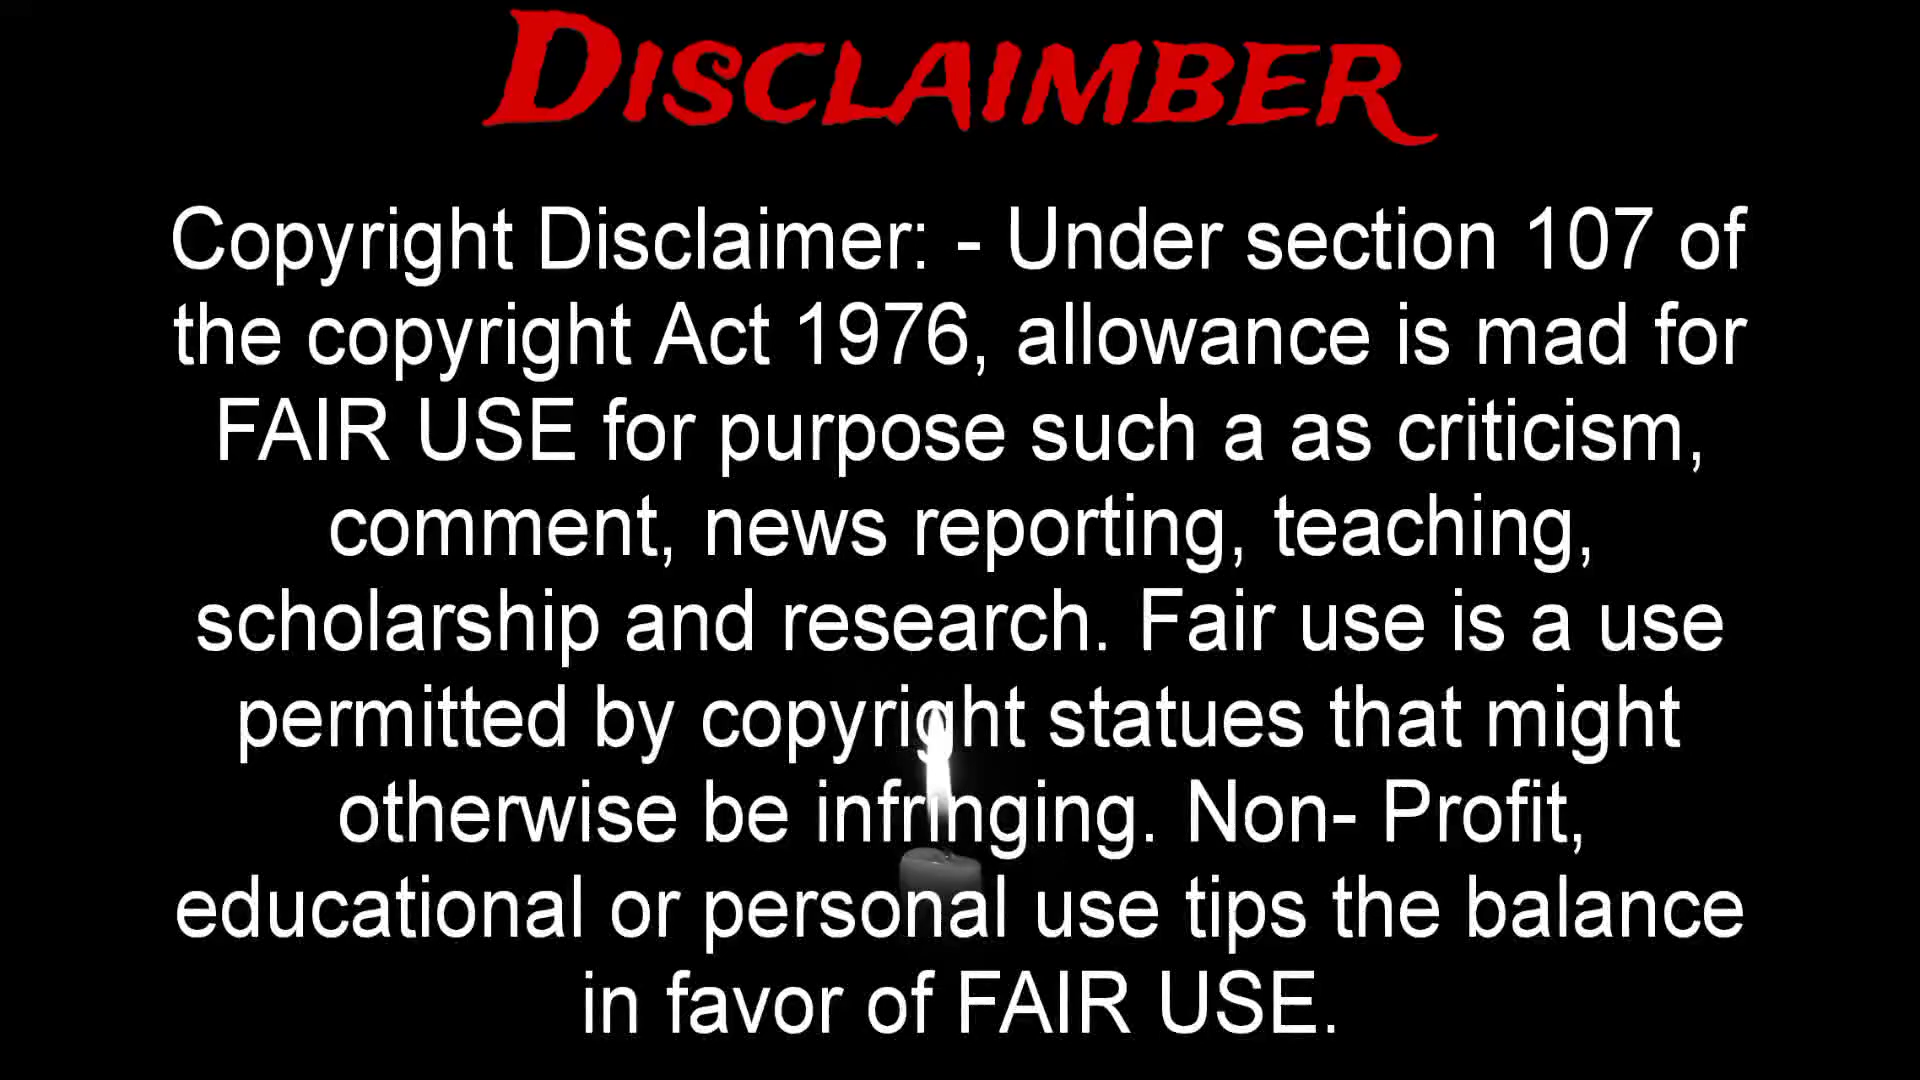 DISCLAIMBER
Copyright Disclaimer: - Under section 107 of
the copyright Act 1976, allowance is mad for
FAIR USE for purpose such a as criticism,
comment, news reporting, teaching,
scholarship and research. Fair use is a use
permitted by copyright statues that might
otherwise be infringing. Non- Profit,
educational or personal use tips the balance
in favor of FAIR USE.